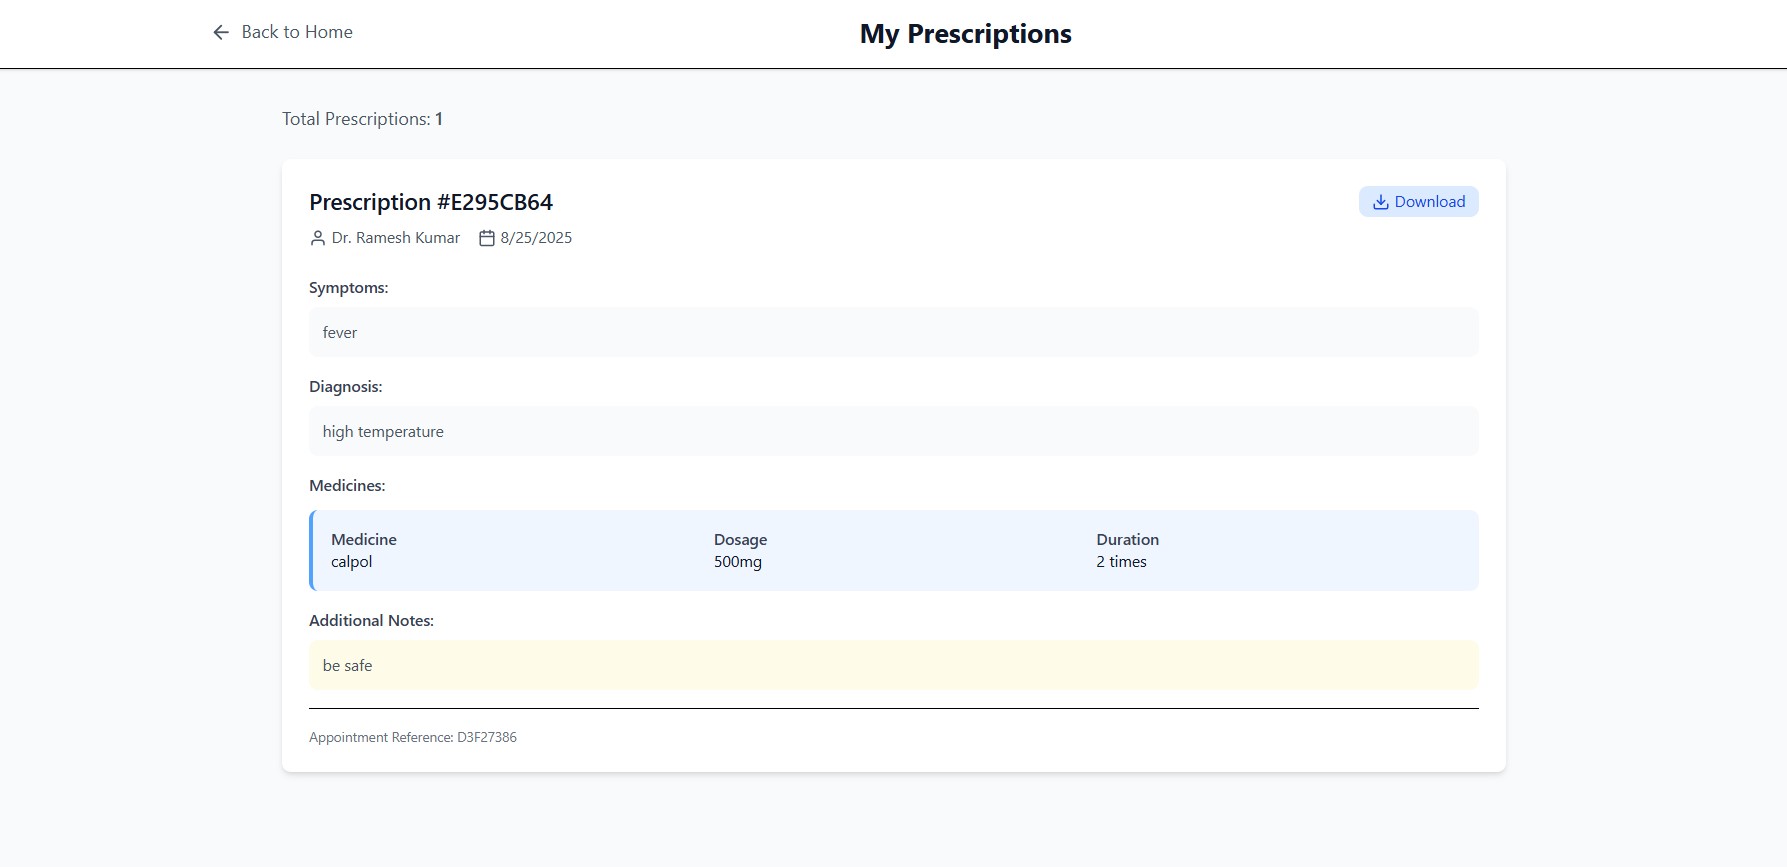 Back to Home
My Prescriptions
Total Prescriptions: 1
Prescription #E295CB64
Download
Dr. Ramesh Kumar 8/25/2025
Symptoms:
fever
Diagnosis:
high temperature
Medicines:
Medicine Dosage Duration
calpol 500mg 2 times
Additional Notes:
be safe
Appointment Reference: D3F27386